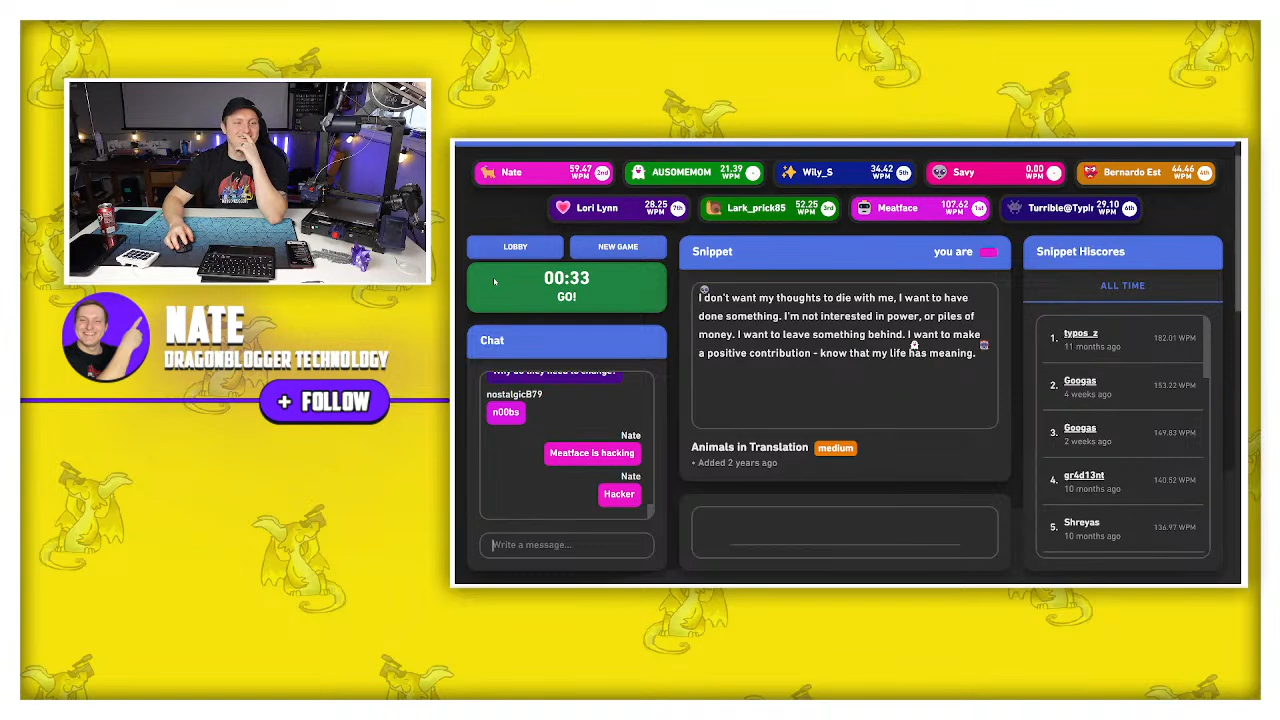 Nate 59.47 WPM 2nd
AUSOMEMOM 21.39 WPM -
Wily_S 34.42 WPM 5th
Savy 0.00 WPM -
Bernardo Est 44.46 WPM 4th
Lori Lynn 28.25 WPM 7th
Lark_prick85 52.25 WPM 3rd
Meatface 107.62 WPM 1st
Turrible@Typi 29.10 WPM 6th
LOBBY
NEW GAME
00:33
GO!
Chat
Why do they need to change?
nostalgicB79
n00bs
Nate
Meatface is hacking
Nate
Hacker
Write a message...
Snippet
you are
I don't want my thoughts to die with me, I want to have
done something. I'm not interested in power, or piles of
money. I want to leave something behind. I want to make
a positive contribution - know that my life has meaning.
Animals in Translation medium
• Added 2 years ago
Snippet Hiscores
ALL TIME
1. typos_z 182.01 WPM
11 months ago
2. Googas 153.22 WPM
4 weeks ago
3. Googas 149.83 WPM
2 weeks ago
4. gr4d13nt 140.52 WPM
10 months ago
5. Shreyas 136.97 WPM
10 months ago
NATE
DRAGONBLOGGER TECHNOLOGY
+ FOLLOW